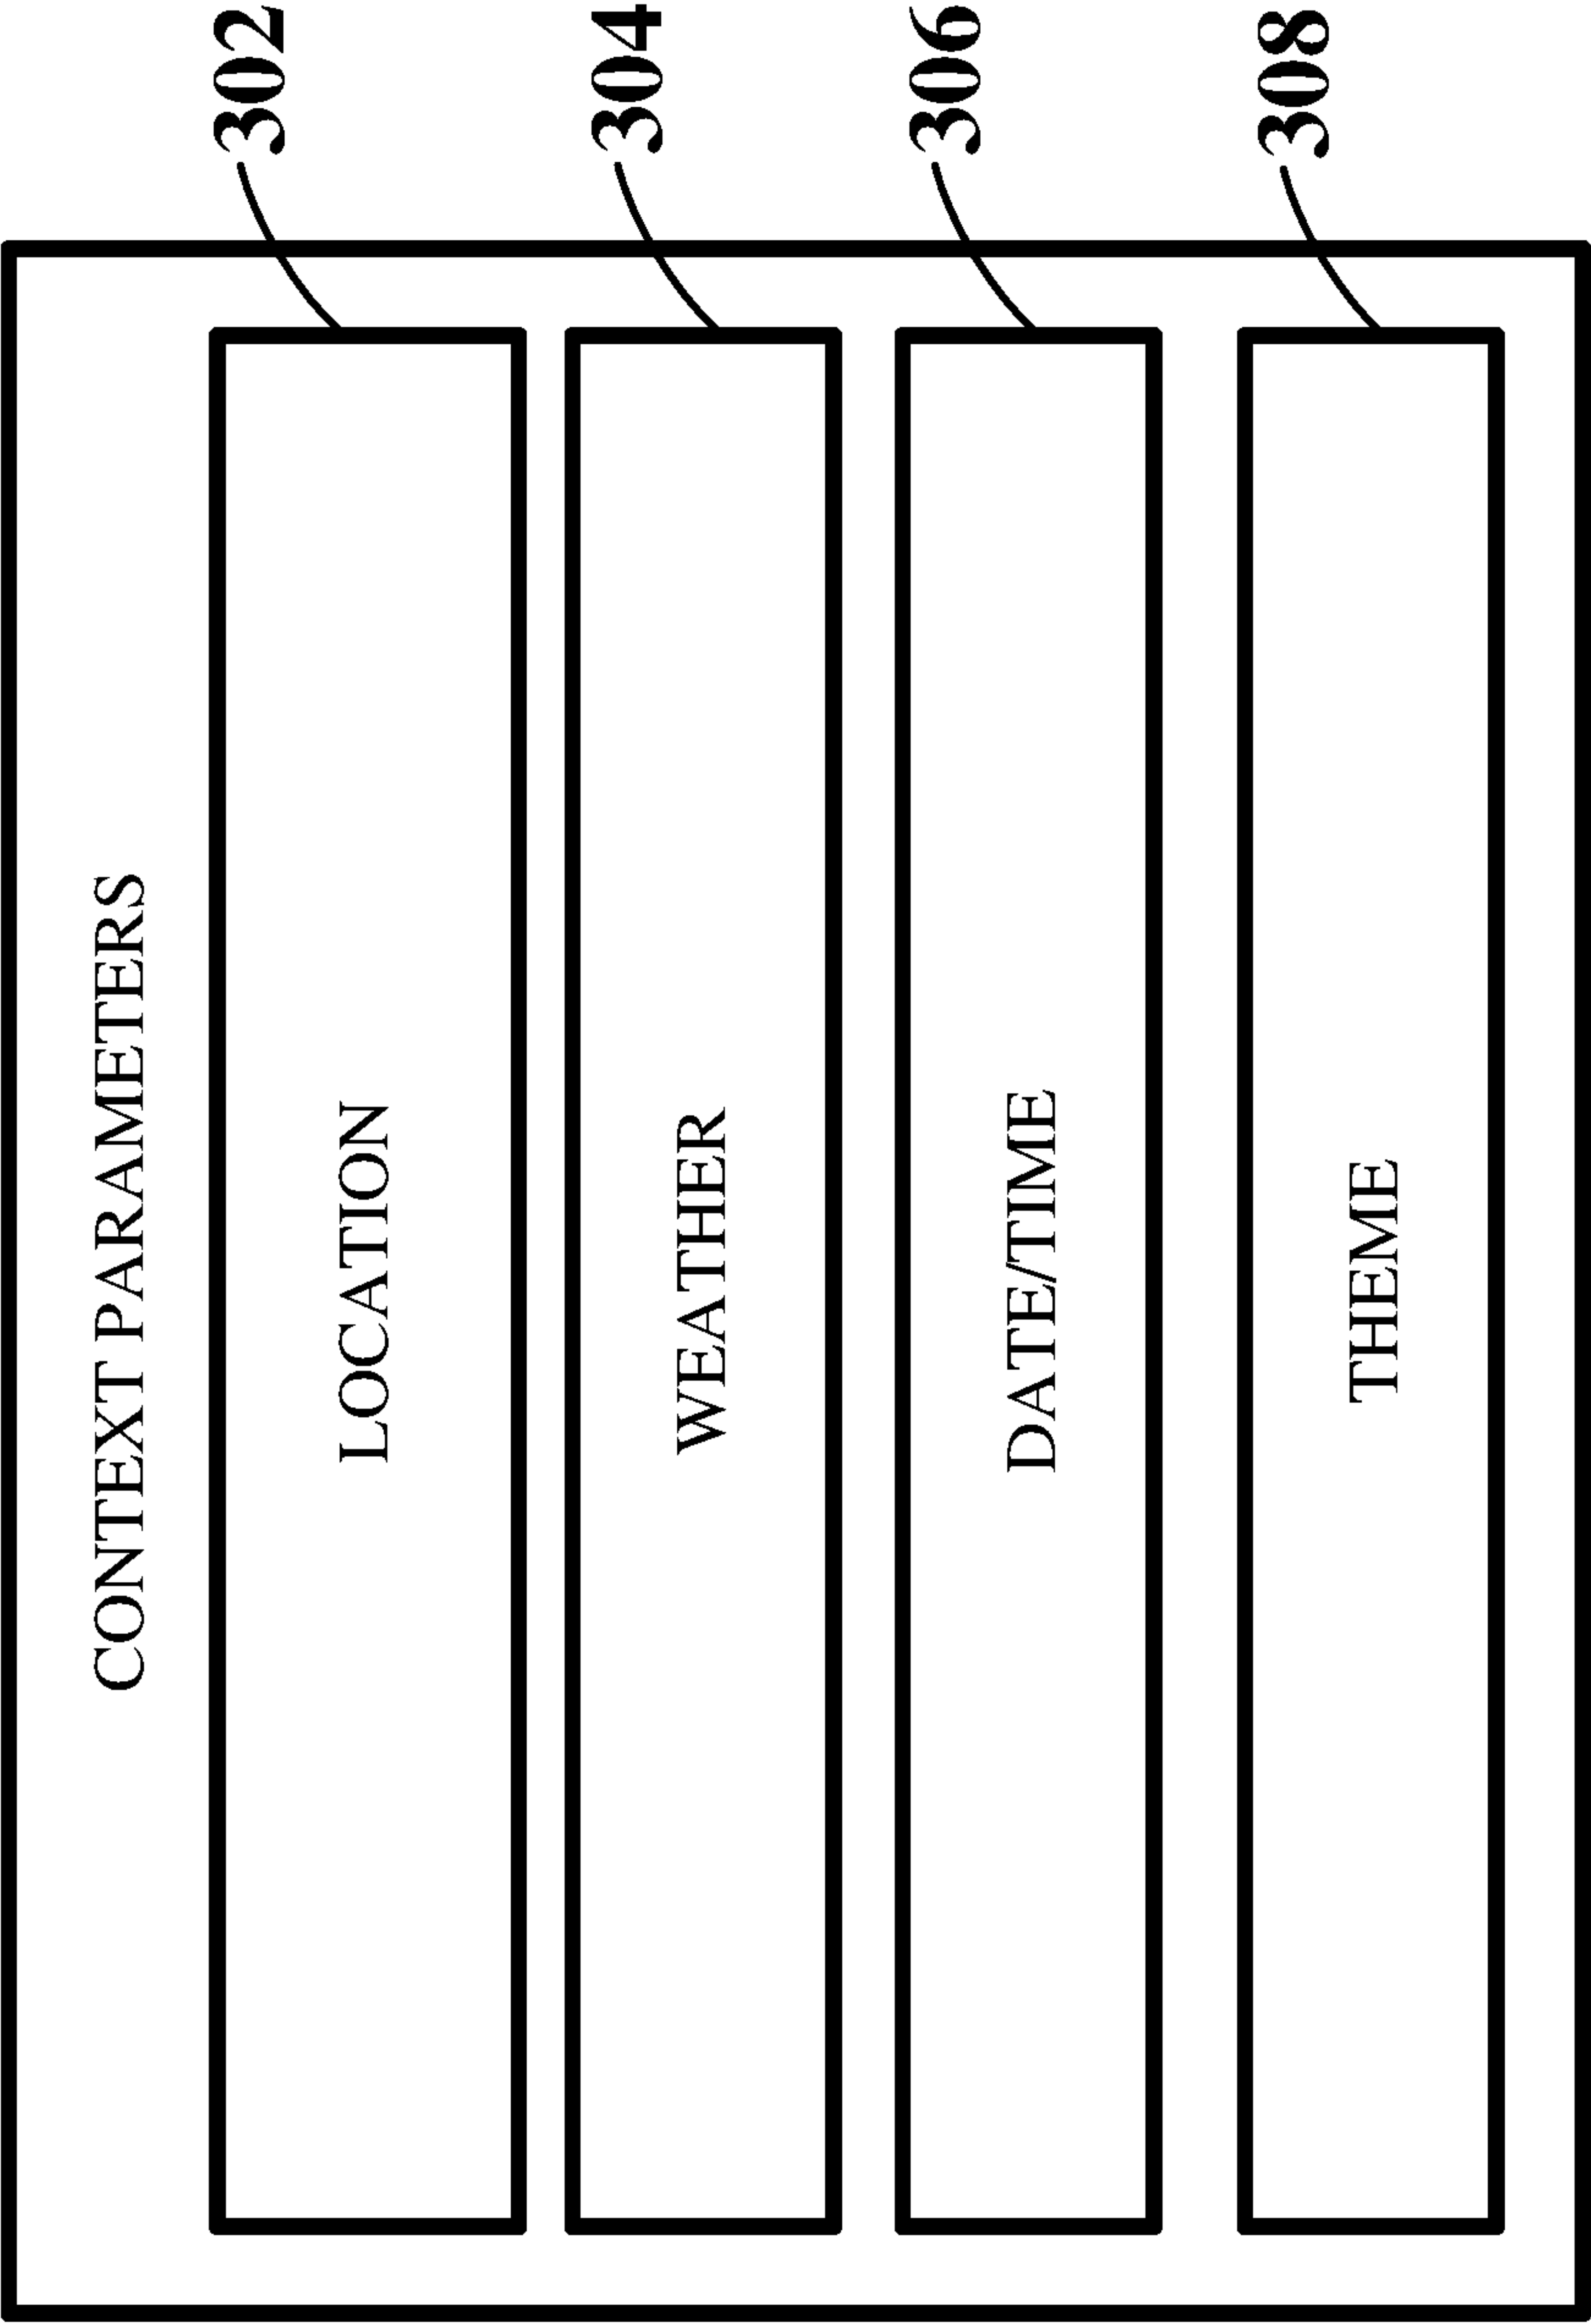 CONTEXT PARAMETERS
LOCATION
302
WEATHER
304
DATE/TIME
306
THEME
308